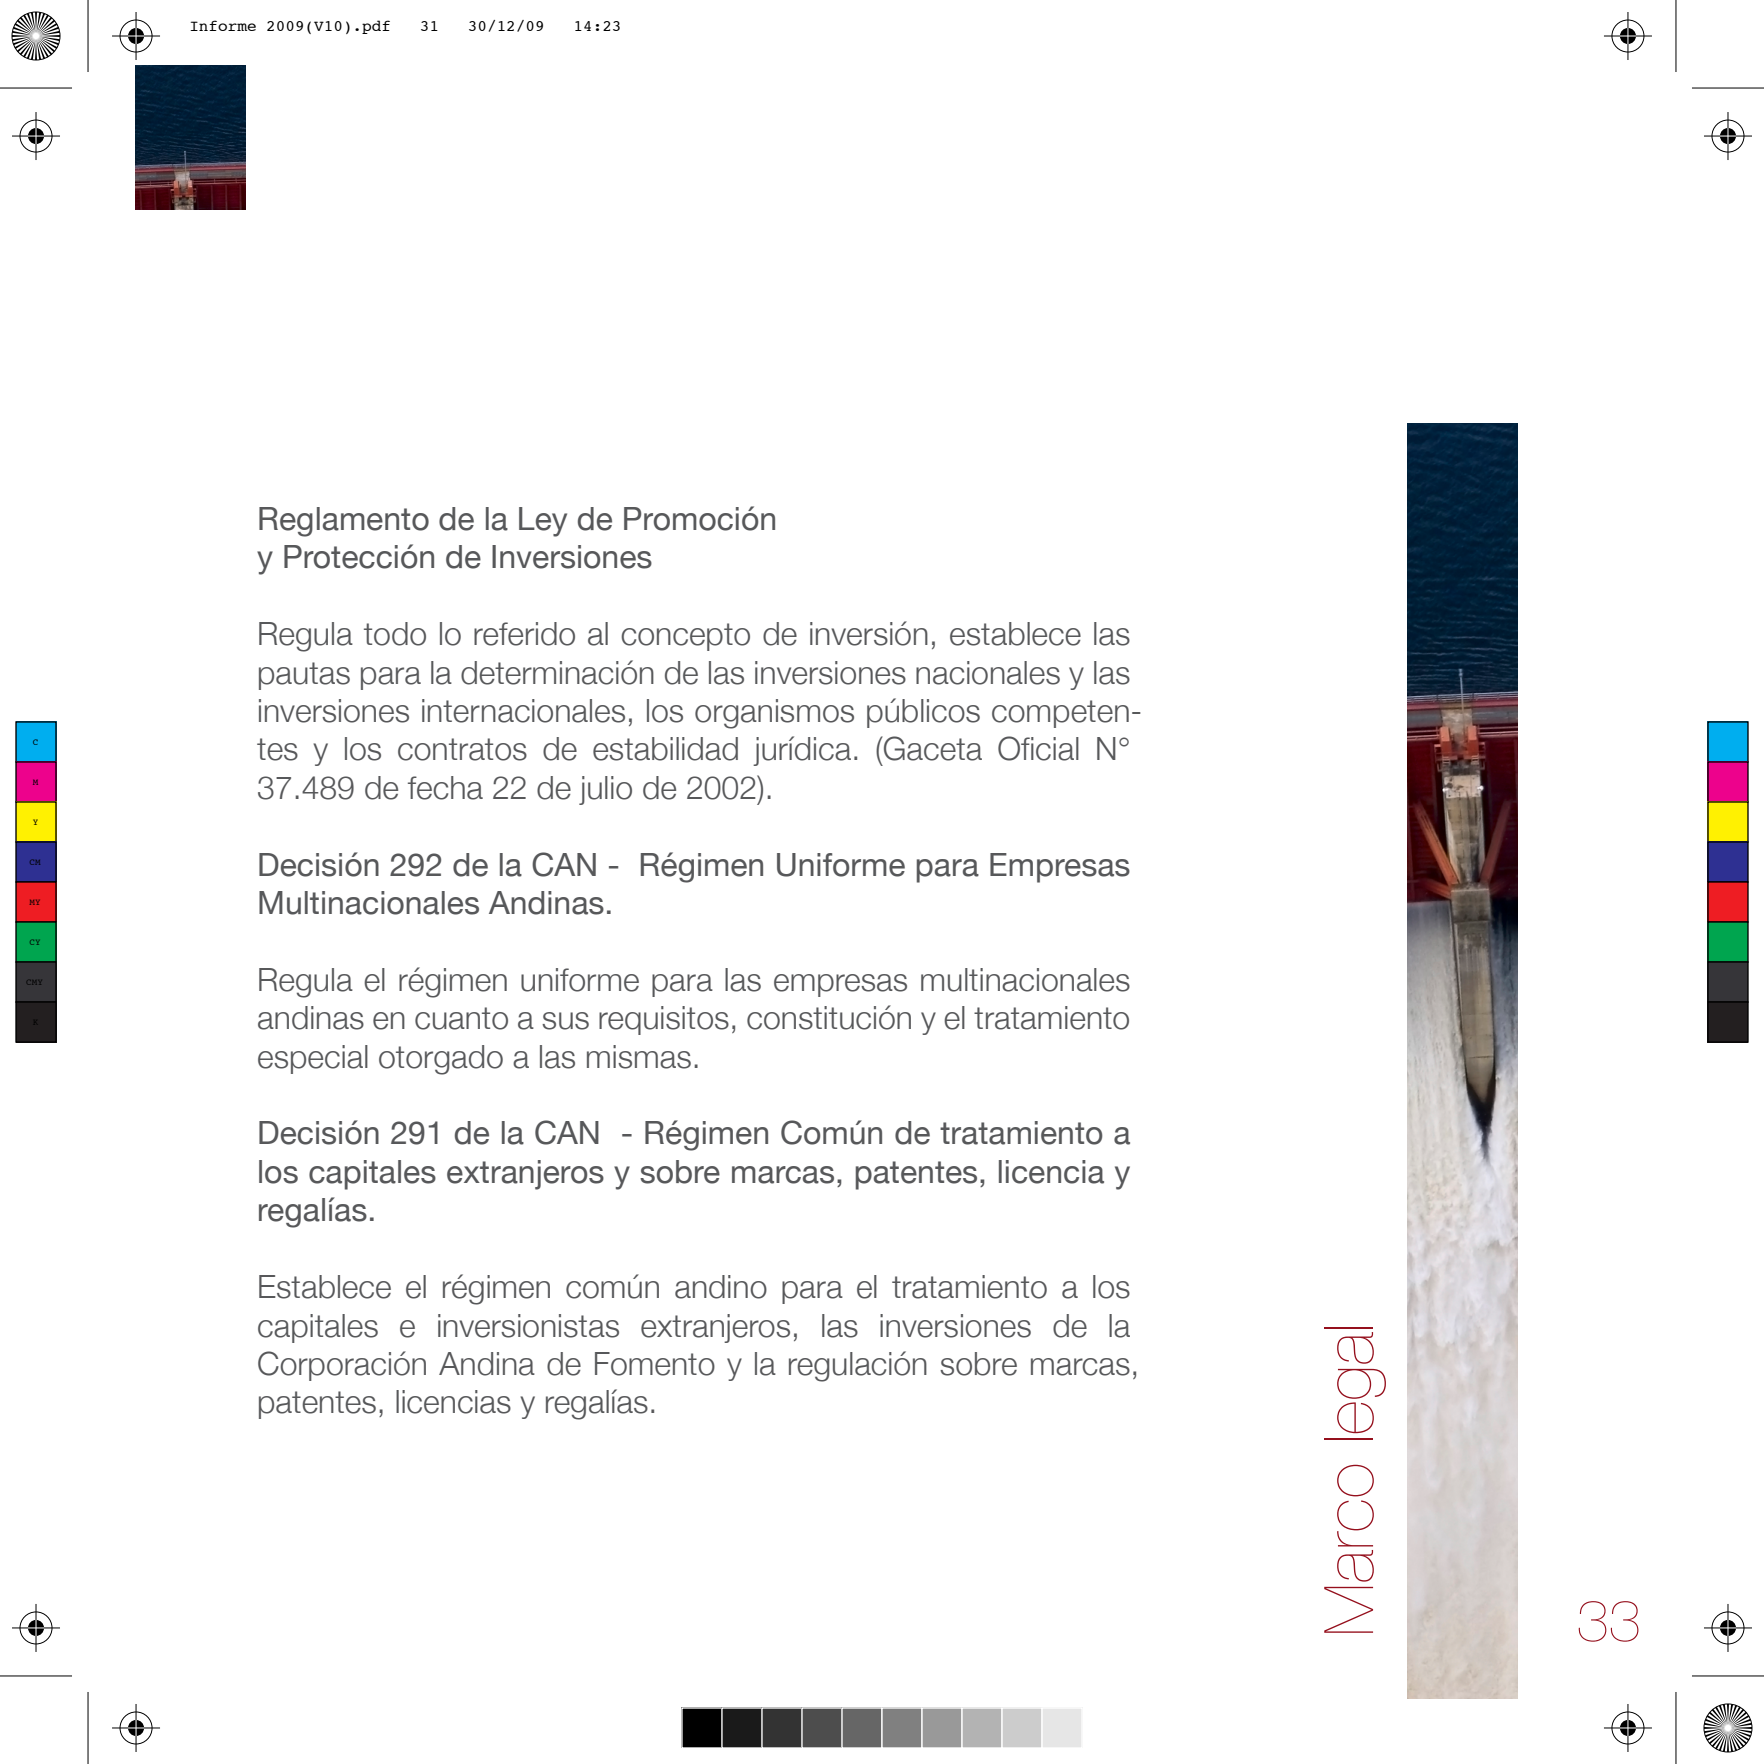 Informe 2009(V10).pdf   31   30/12/09   14:23
Reglamento de la Ley de Promoción
y Protección de Inversiones
Regula todo lo referido al concepto de inversión, establece las
pautas para la determinación de las inversiones nacionales y las
inversiones internacionales, los organismos públicos competen-
tes y los contratos de estabilidad jurídica. (Gaceta Oficial N°
37.489 de fecha 22 de julio de 2002).
Decisión 292 de la CAN -  Régimen Uniforme para Empresas
Multinacionales Andinas.
Regula el régimen uniforme para las empresas multinacionales
andinas en cuanto a sus requisitos, constitución y el tratamiento
especial otorgado a las mismas.
Decisión 291 de la CAN  - Régimen Común de tratamiento a
los capitales extranjeros y sobre marcas, patentes, licencia y
regalías.
Establece el régimen común andino para el tratamiento a los
capitales e inversionistas extranjeros, las inversiones de la
Corporación Andina de Fomento y la regulación sobre marcas,
patentes, licencias y regalías.
Marco legal
33
C
M
Y
CM
MY
CY
CMY
K